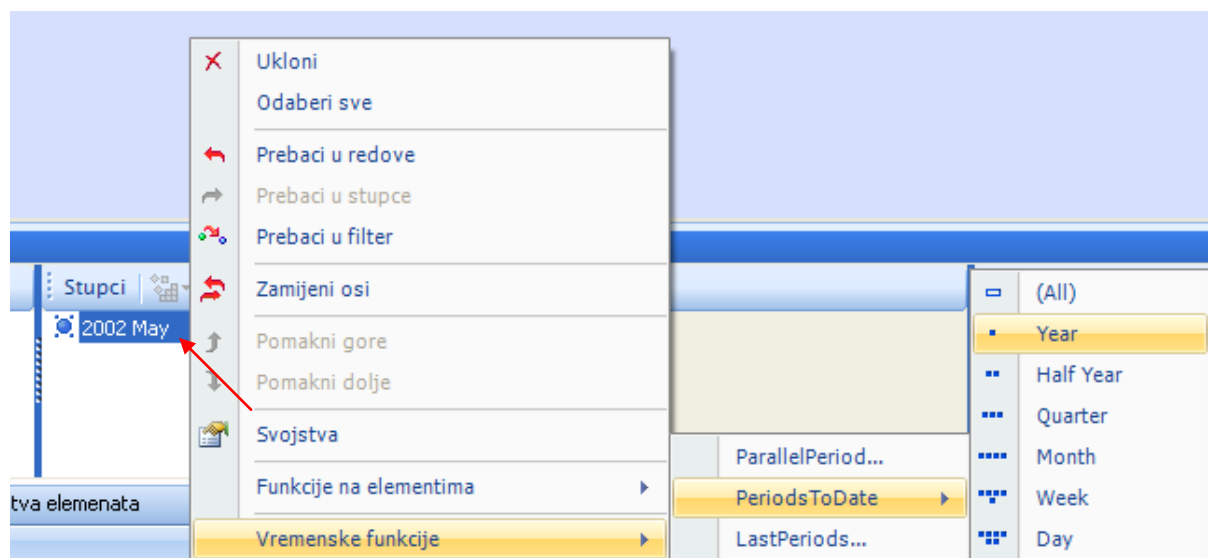 Ukloni
Odaberi sve
Prebaci u redove
Prebaci u stupce
Prebaci u filter
Stupci
Zamijeni osi
2002 May
Pomakni gore
Pomakni dolje
Svojstva
Funkcije na elementima
tva elemenata
Vremenske funkcije
ParallelPeriod...
PeriodsToDate
LastPeriods...
(All)
Year
Half Year
Quarter
Month
Week
Day